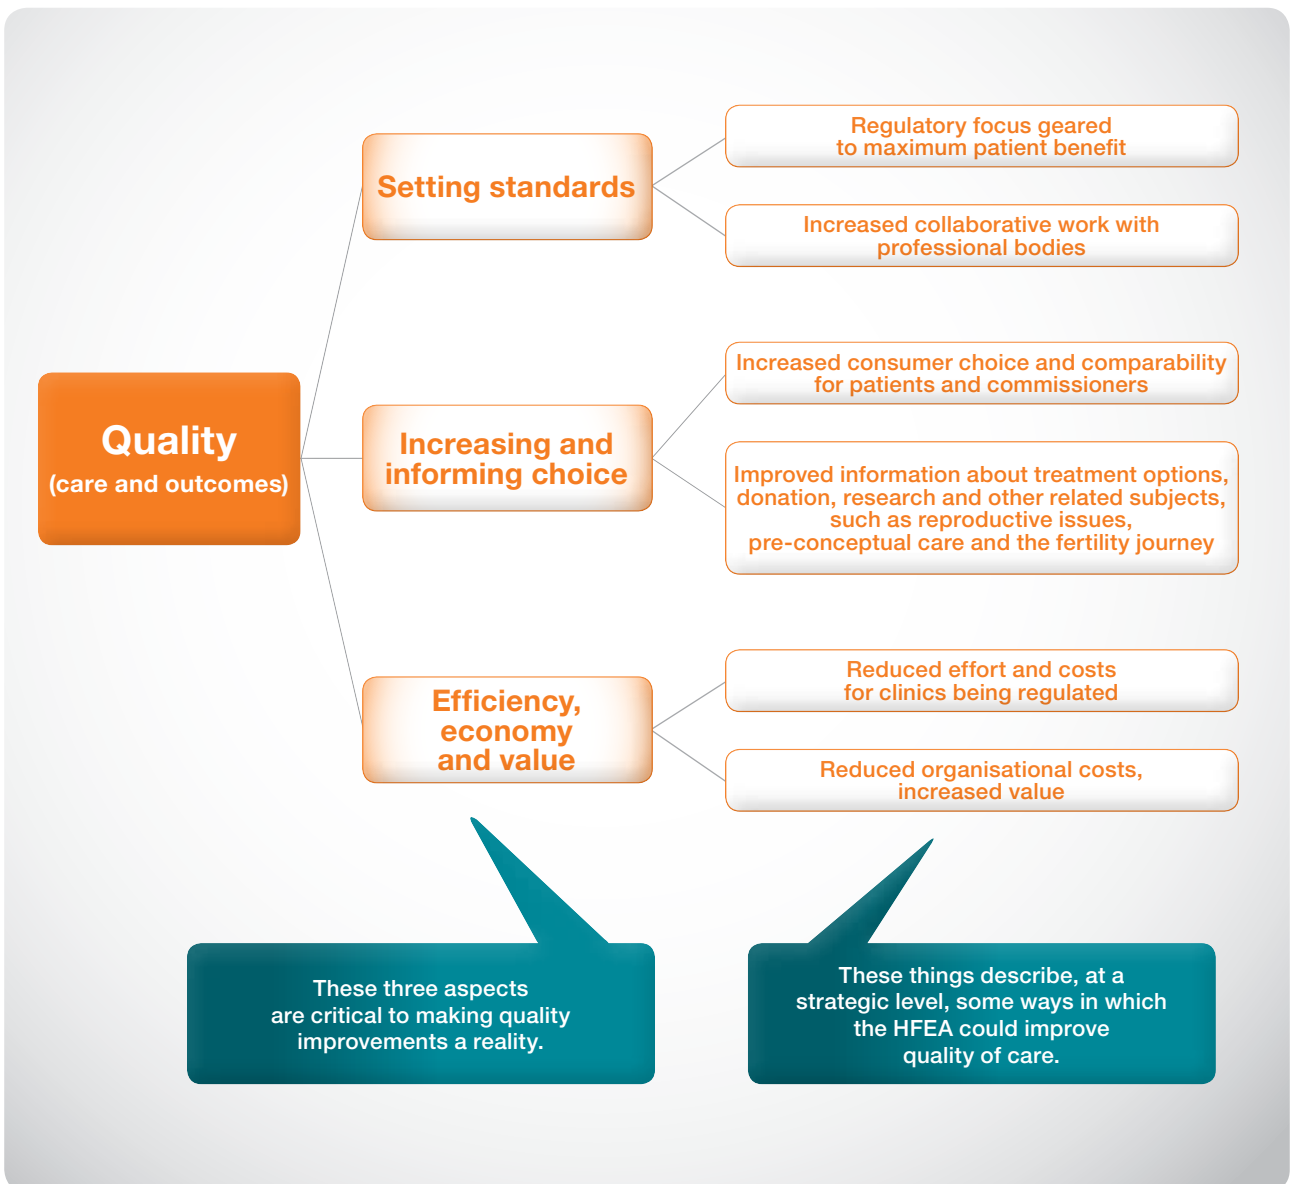 Quality
(care and outcomes)
Setting standards
Regulatory focus geared
to maximum patient benefit
Increased collaborative work with
professional bodies
Increasing and
informing choice
Increased consumer choice and comparability
for patients and commissioners
Improved information about treatment options,
donation, research and other related subjects,
such as reproductive issues,
pre-conceptual care and the fertility journey
Efficiency,
economy
and value
Reduced effort and costs
for clinics being regulated
Reduced organisational costs,
increased value
These three aspects
are critical to making quality
improvements a reality.
These things describe, at a
strategic level, some ways in which
the HFEA could improve
quality of care.